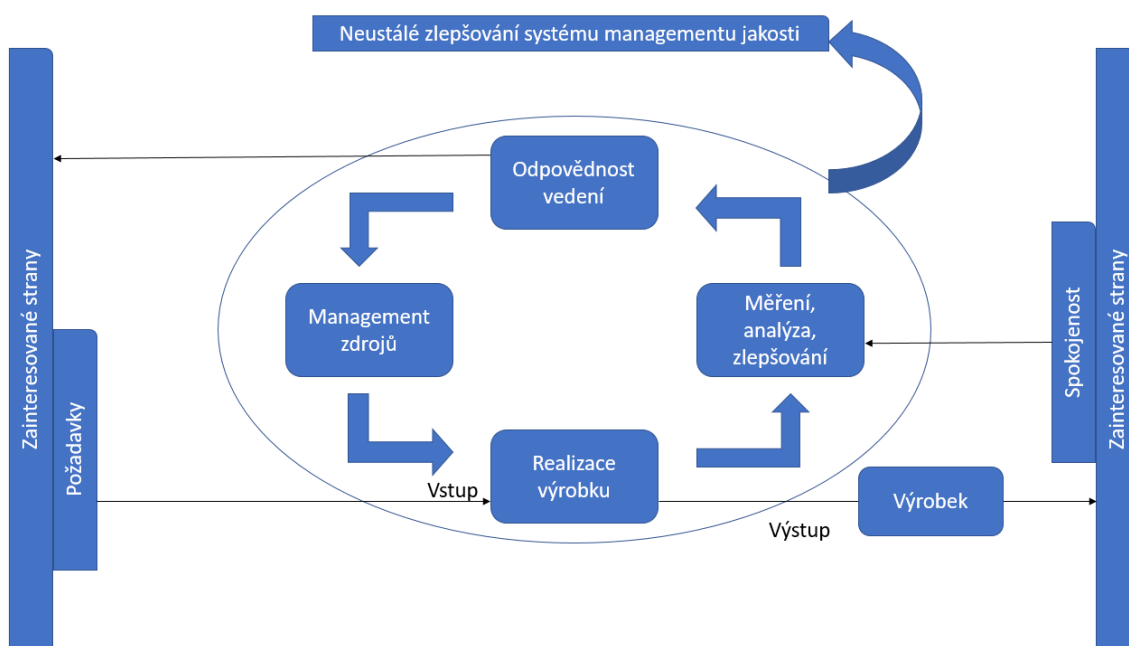 Neustálé zlepšování systému managementu jakosti
Zainteresované strany
Požadavky
Odpovědnost
vedení
Management
zdrojů
Měření,
analýza,
zlepšování
Realizace
výrobku
Vstup
Výstup
Výrobek
Spokojenost
Zainteresované strany